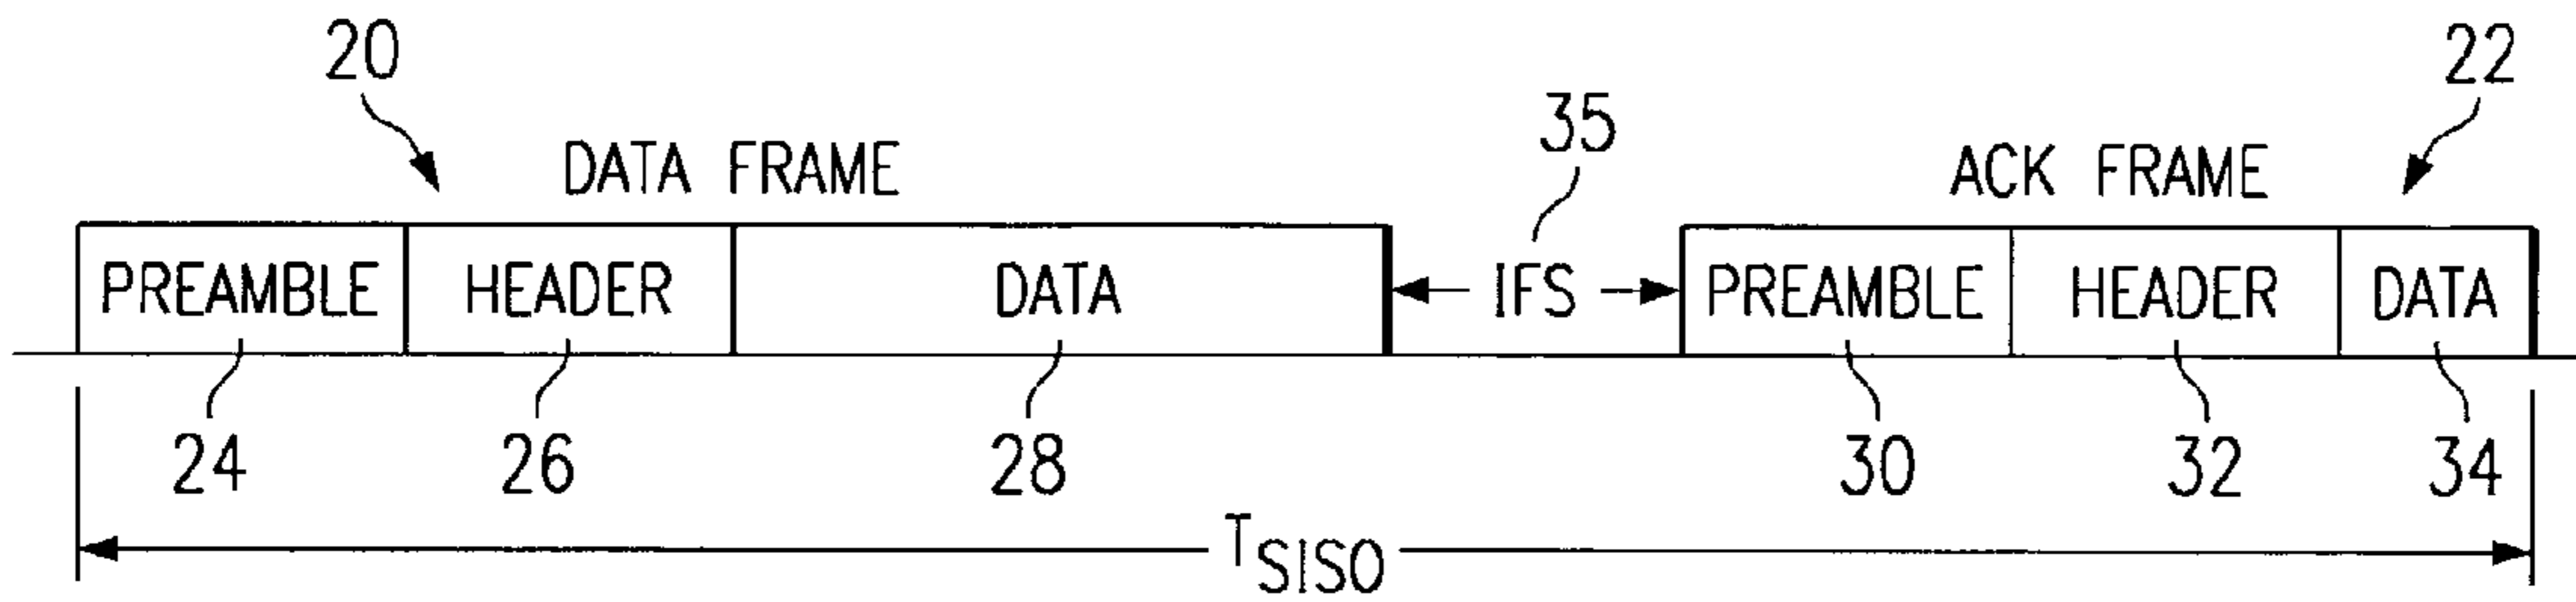 20
22
35
DATA FRAME
ACK FRAME
PREAMBLE HEADER DATA IFS PREAMBLE HEADER DATA
24 26 28 30 32 34
TSISO